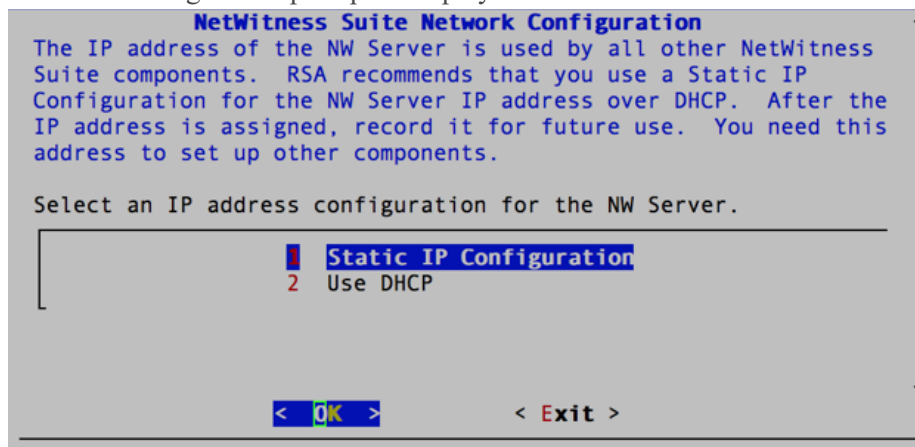 NetWitness Suite Network Configuration
The IP address of the NW Server is used by all other NetWitness
Suite components.  RSA recommends that you use a Static IP
Configuration for the NW Server IP address over DHCP.  After the
IP address is assigned, record it for future use.  You need this
address to set up other components.
Select an IP address configuration for the NW Server.
1 Static IP Configuration
2 Use DHCP
< OK > < Exit >